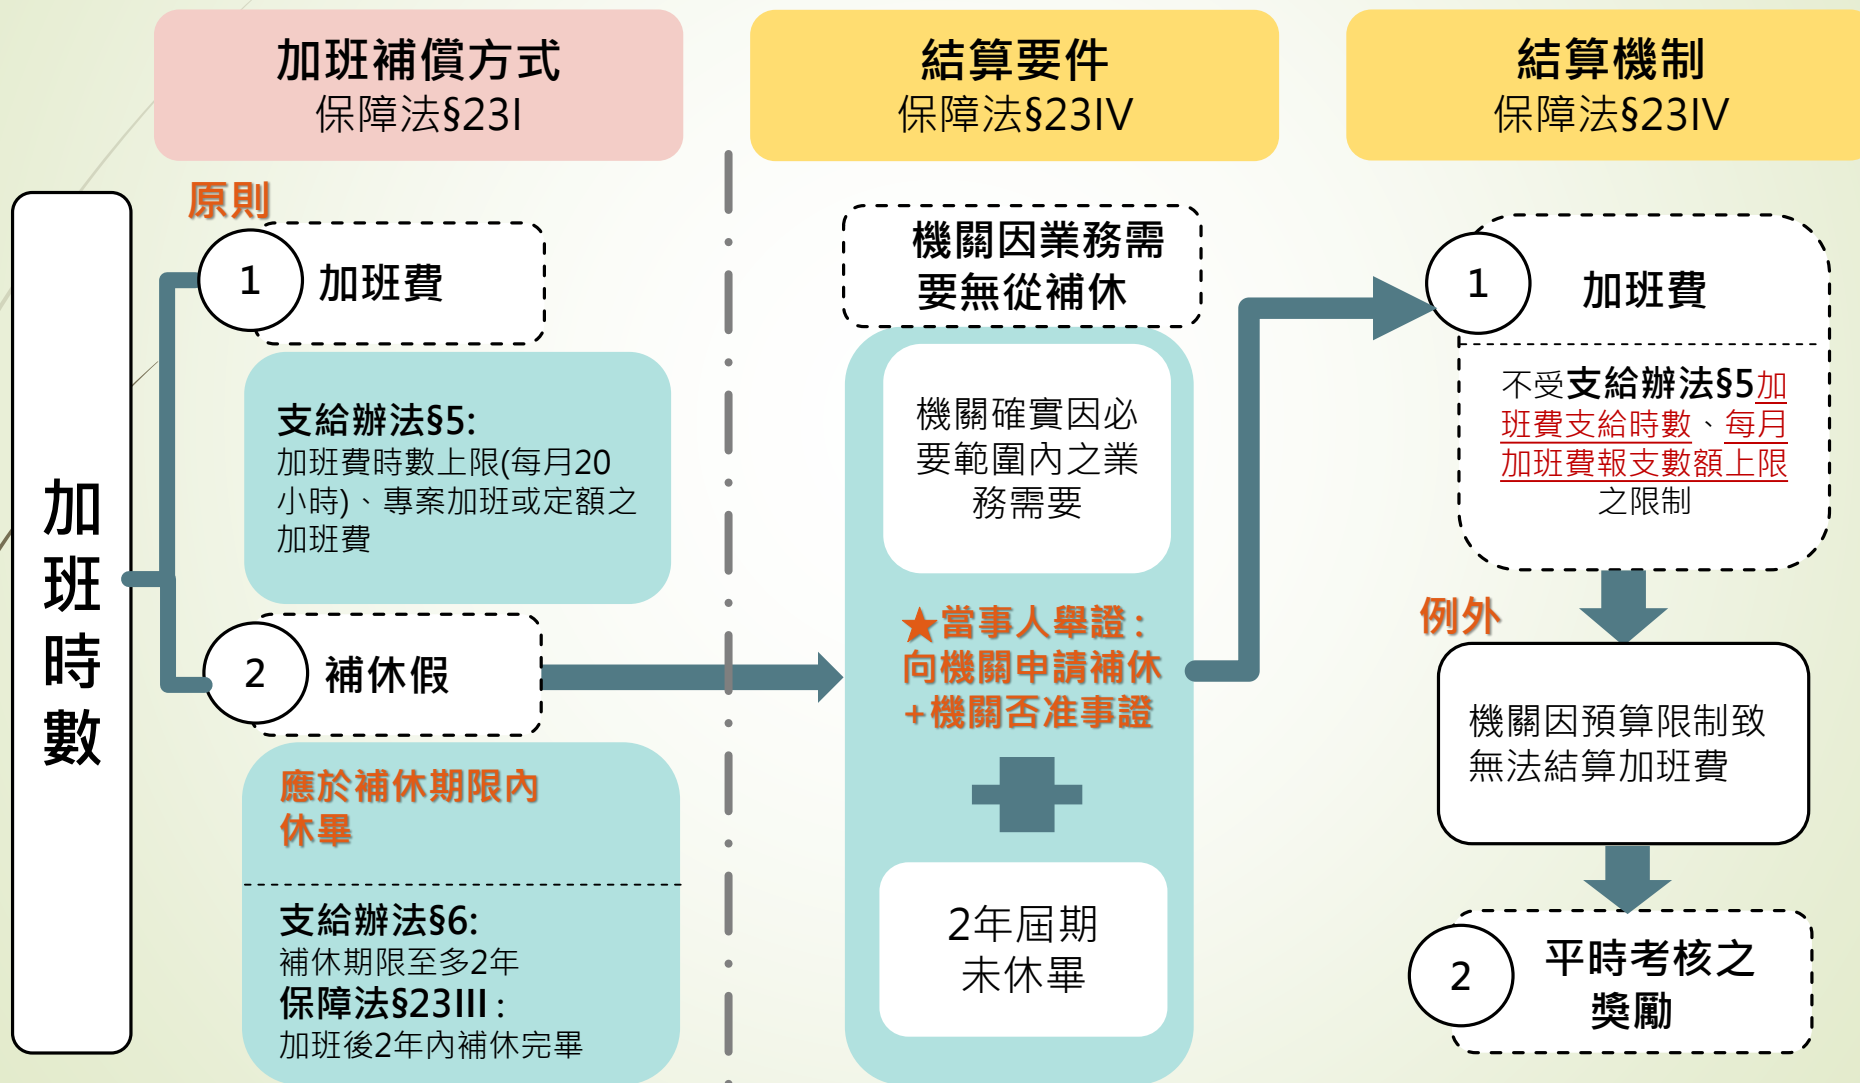 加班補償方式
保障法§23I
結算要件
保障法§23IV
結算機制
保障法§23IV
加班時數
原則
1
加班費
支給辦法§5:
加班費時數上限(每月20
小時)、專案加班或定額之
加班費
2
補休假
應於補休期限內
休畢
支給辦法§6:
補休期限至多2年
保障法§23III:
加班後2年內補休完畢
機關因業務需
要無從補休
機關確實因必
要範圍內之業
務需要
★當事人舉證:
向機關申請補休
+機關否准事證
2年屆期
未休畢
1
加班費
不受支給辦法§5加
班費支給時數、每月
加班費報支數額上限
之限制
例外
機關因預算限制致
無法結算加班費
2
平時考核之
獎勵